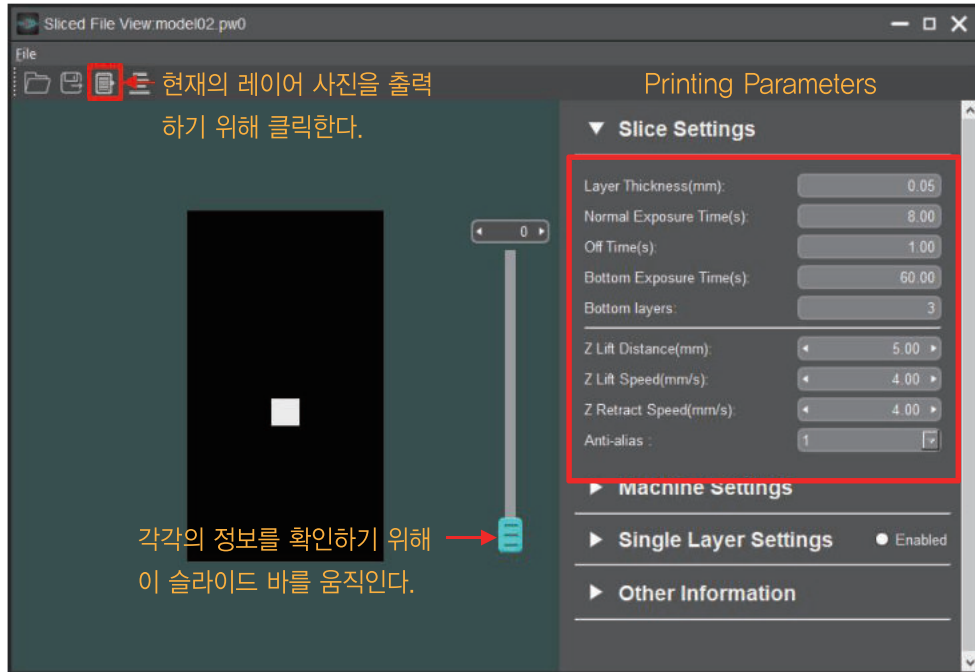 Sliced File View:model02.pw0
File
현재의 레이어 사진을 출력
하기 위해 클릭한다.
Printing Parameters
▼ Slice Settings
Layer Thickness(mm): 0.05
Normal Exposure Time(s): 8.00
Off Time(s): 1.00
Bottom Exposure Time(s): 60.00
Bottom layers: 3
Z Lift Distance(mm): 5.00
Z Lift Speed(mm/s): 4.00
Z Retract Speed(mm/s): 4.00
Anti-alias : 1
0
각각의 정보를 확인하기 위해
이 슬라이드 바를 움직인다.
▶ Machine Settings
▶ Single Layer Settings Enabled
▶ Other Information